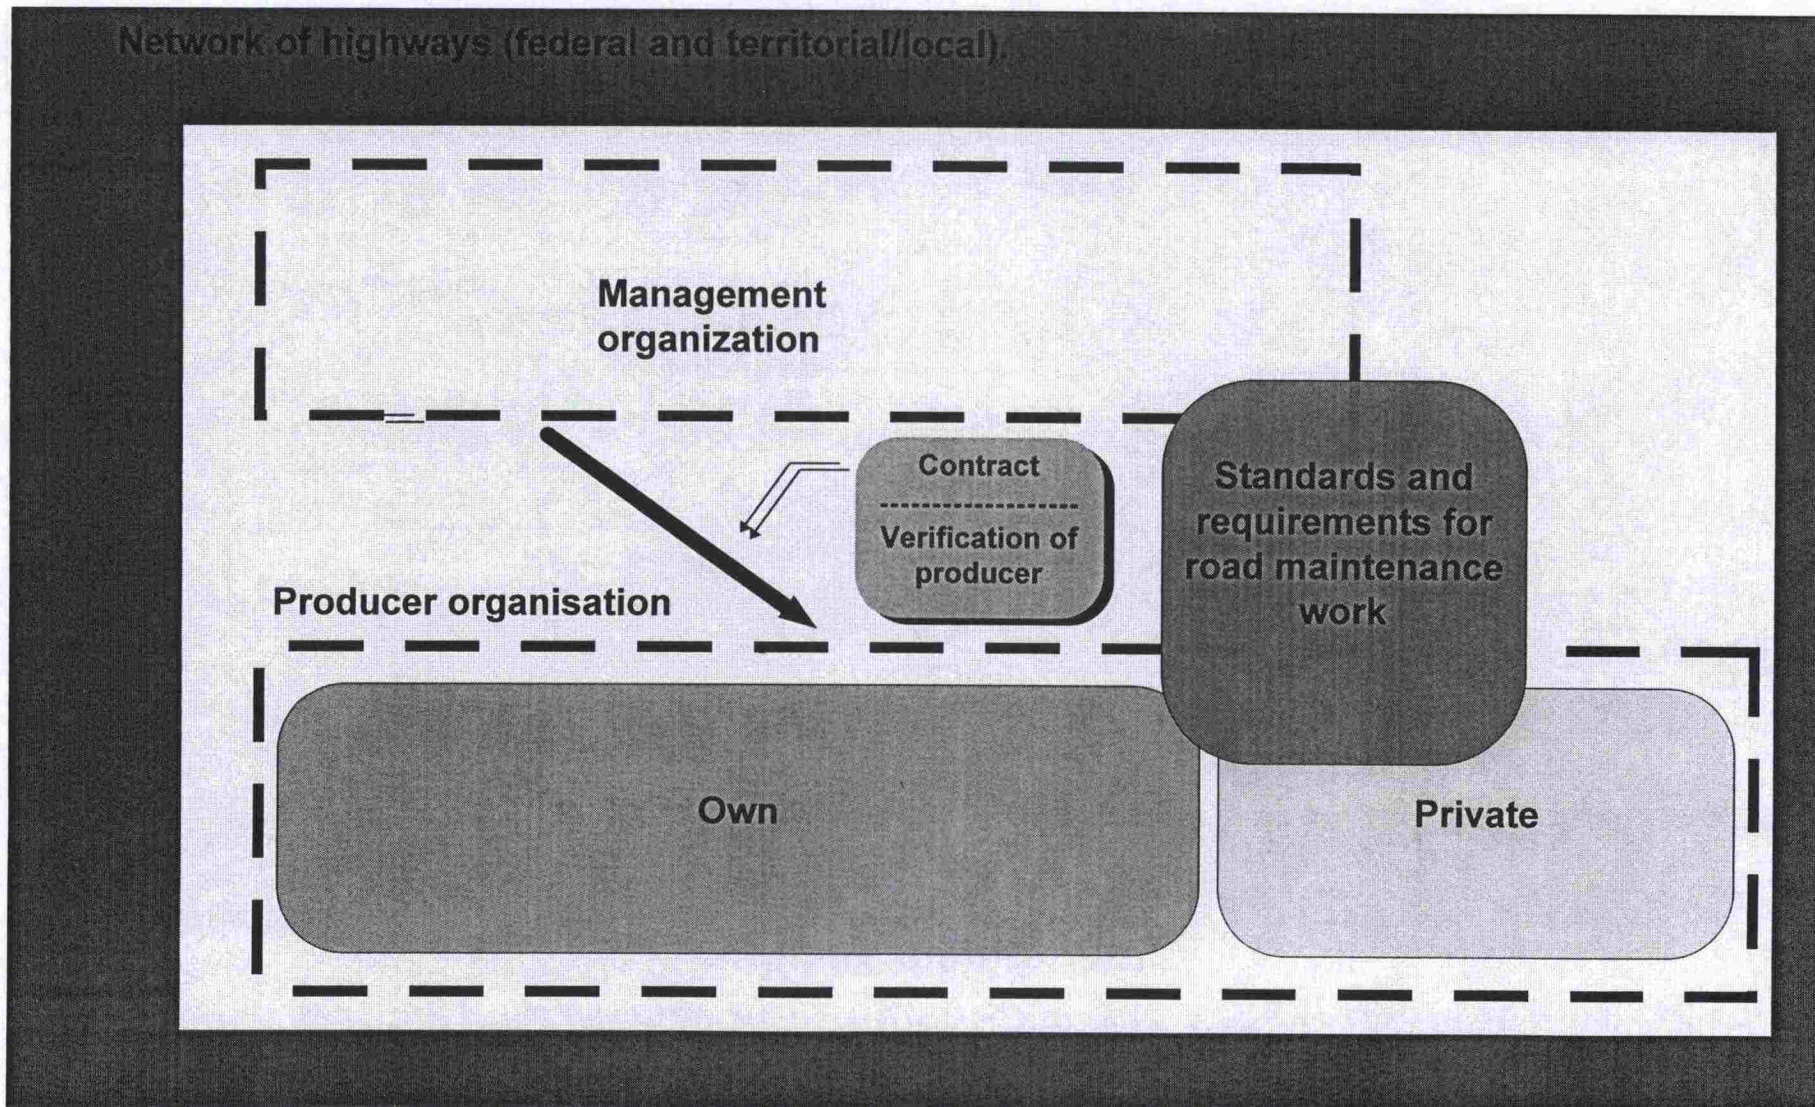 Network of highways (federal and territorial/local).
Management
organization
Contract
Verification of
producer
Standards and
requirements for
road maintenance
work
Producer organisation
Own
Private